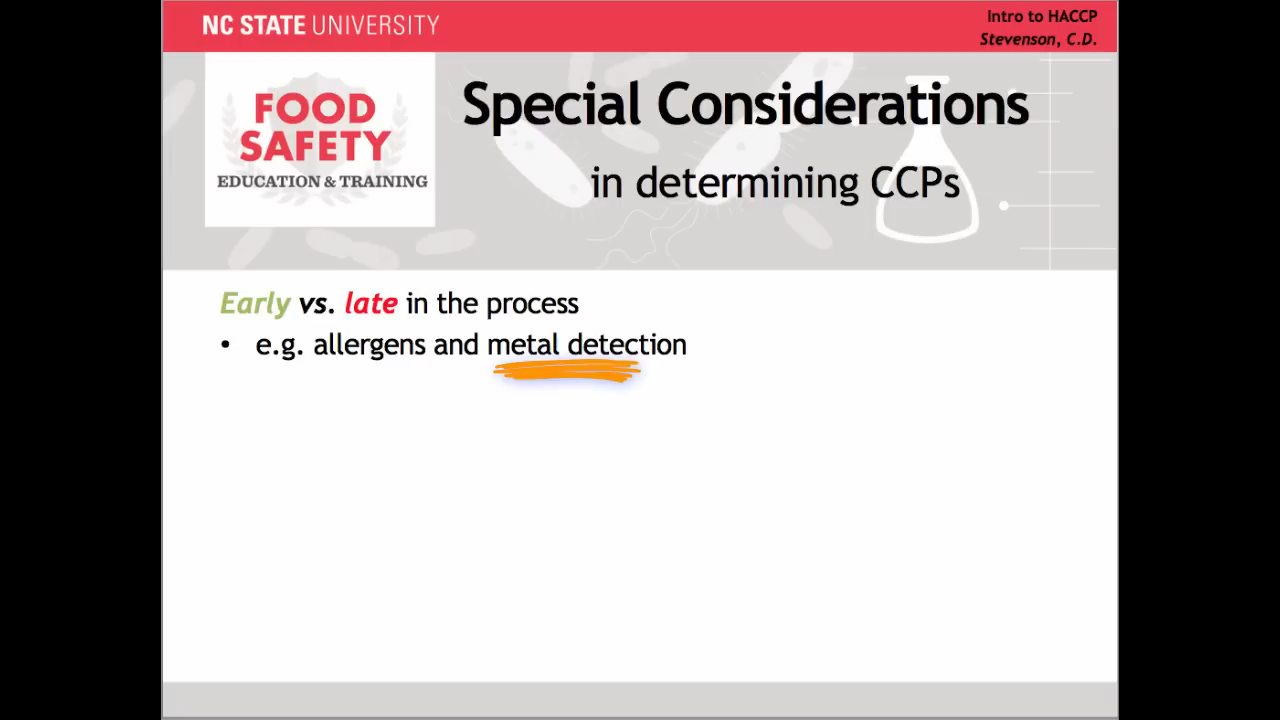 NC STATE UNIVERSITY
Intro to HACCP
Stevenson, C.D.
FOOD
SAFETY
EDUCATION & TRAINING
Special Considerations
in determining CCPs
Early vs. late in the process
• e.g. allergens and metal detection